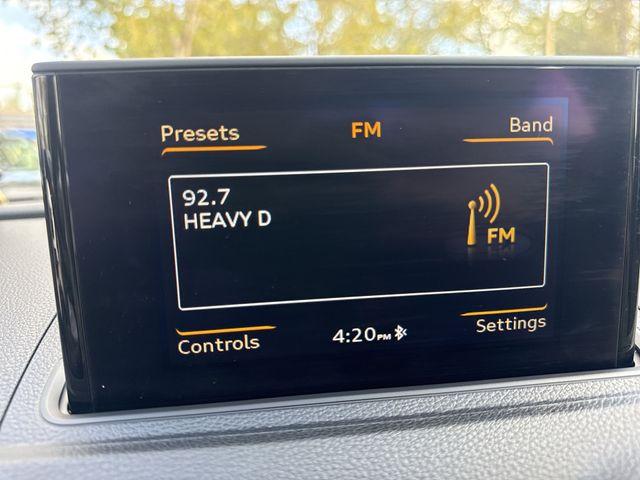 Presets FM Band
92.7
HEAVY D
FM
Controls 4:20PM Settings